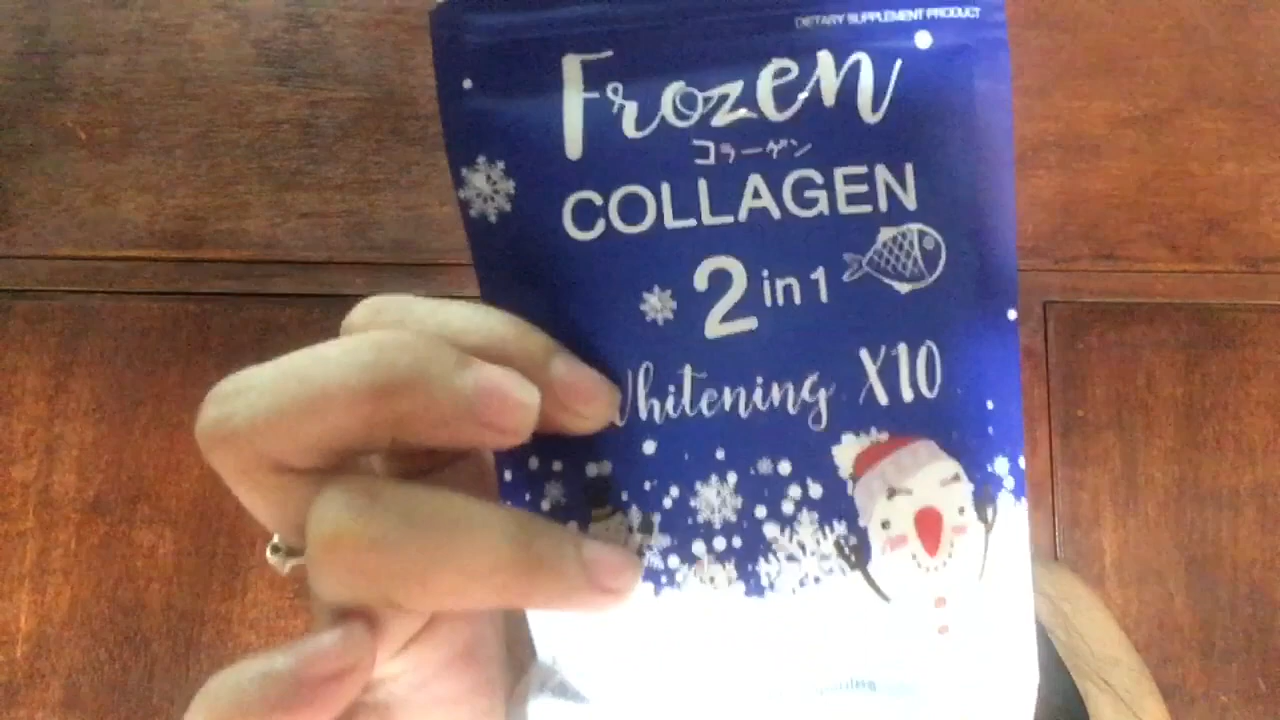 DIETARY SUPPLEMENT PRODUCT
Frozen
コラーゲン
COLLAGEN
2 in 1
Whitening X10